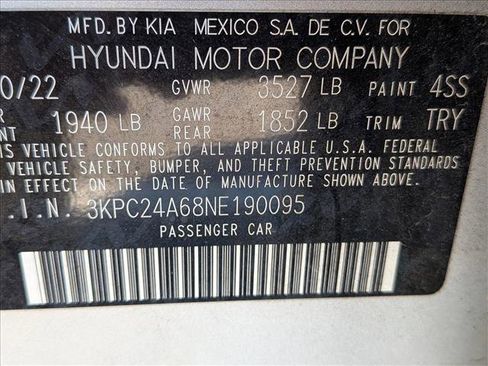 MFD. BY KIA MEXICO S.A. DE C.V. FOR
HYUNDAI MOTOR COMPANY
0/22 GVWR 3527 LB PAINT 4SS
1940 LB GAWR REAR 1852 LB TRIM TRY
IS VEHICLE CONFORMS TO ALL APPLICABLE U.S.A. FEDERAL
VEHICLE SAFETY, BUMPER, AND THEFT PREVENTION STANDARDS
IN EFFECT ON THE DATE OF MANUFACTURE SHOWN ABOVE.
.I.N. 3KPC24A68NE190095
PASSENGER CAR